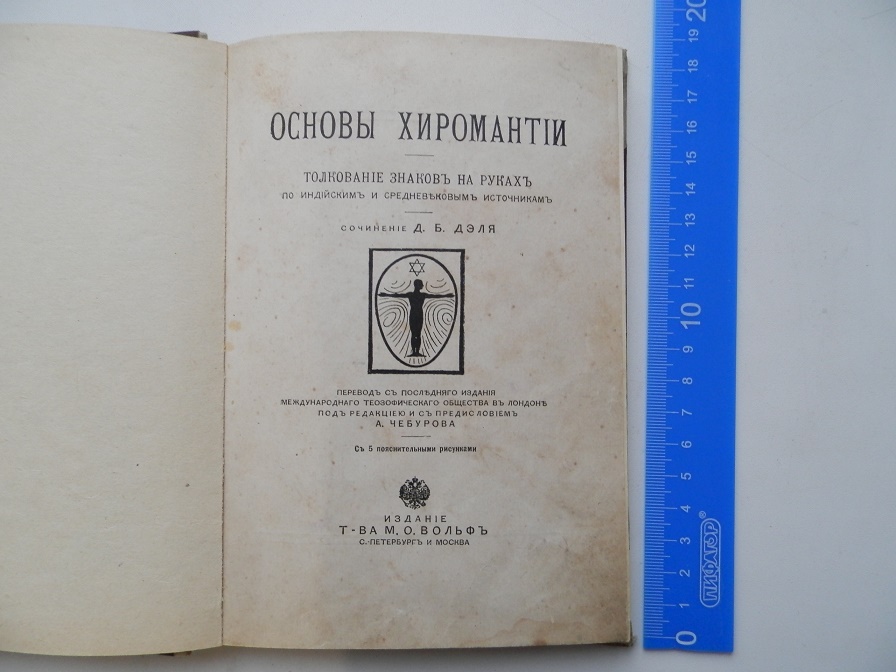 ОСНОВЫ ХИРОМАНТІИ
ТОЛКОВАНІЕ ЗНАКОВЪ НА РУКАХЪ
ПО ИНДІЙСКИМЪ И СРЕДНЕВѢКОВЫМЪ ИСТОЧНИКАМЪ
СОЧИНЕНІЕ Д. Б. ДЭЛЯ
ПЕРЕВОДЪ СЪ ПОСЛѢДНЯГО ИЗДАНІЯ
МЕЖДУНАРОДНАГО ТЕОЗОФИЧЕСКАГО ОБЩЕСТВА ВЪ ЛОНДОНѢ
ПОДЪ РЕДАКЦІЕЮ И СЪ ПРЕДИСЛОВІЕМЪ
А. ЧЕБУРОВА
Съ 5 пояснительными рисунками
ИЗДАНІЕ
Т-ВА М. О. ВОЛЬФЪ
С.-ПЕТЕРБУРГЪ И МОСКВА
0 1 2 3 4 5 6 7 8 9 10 11 12 13 14 15 16 17 18 19 20
ПИФАГОР®